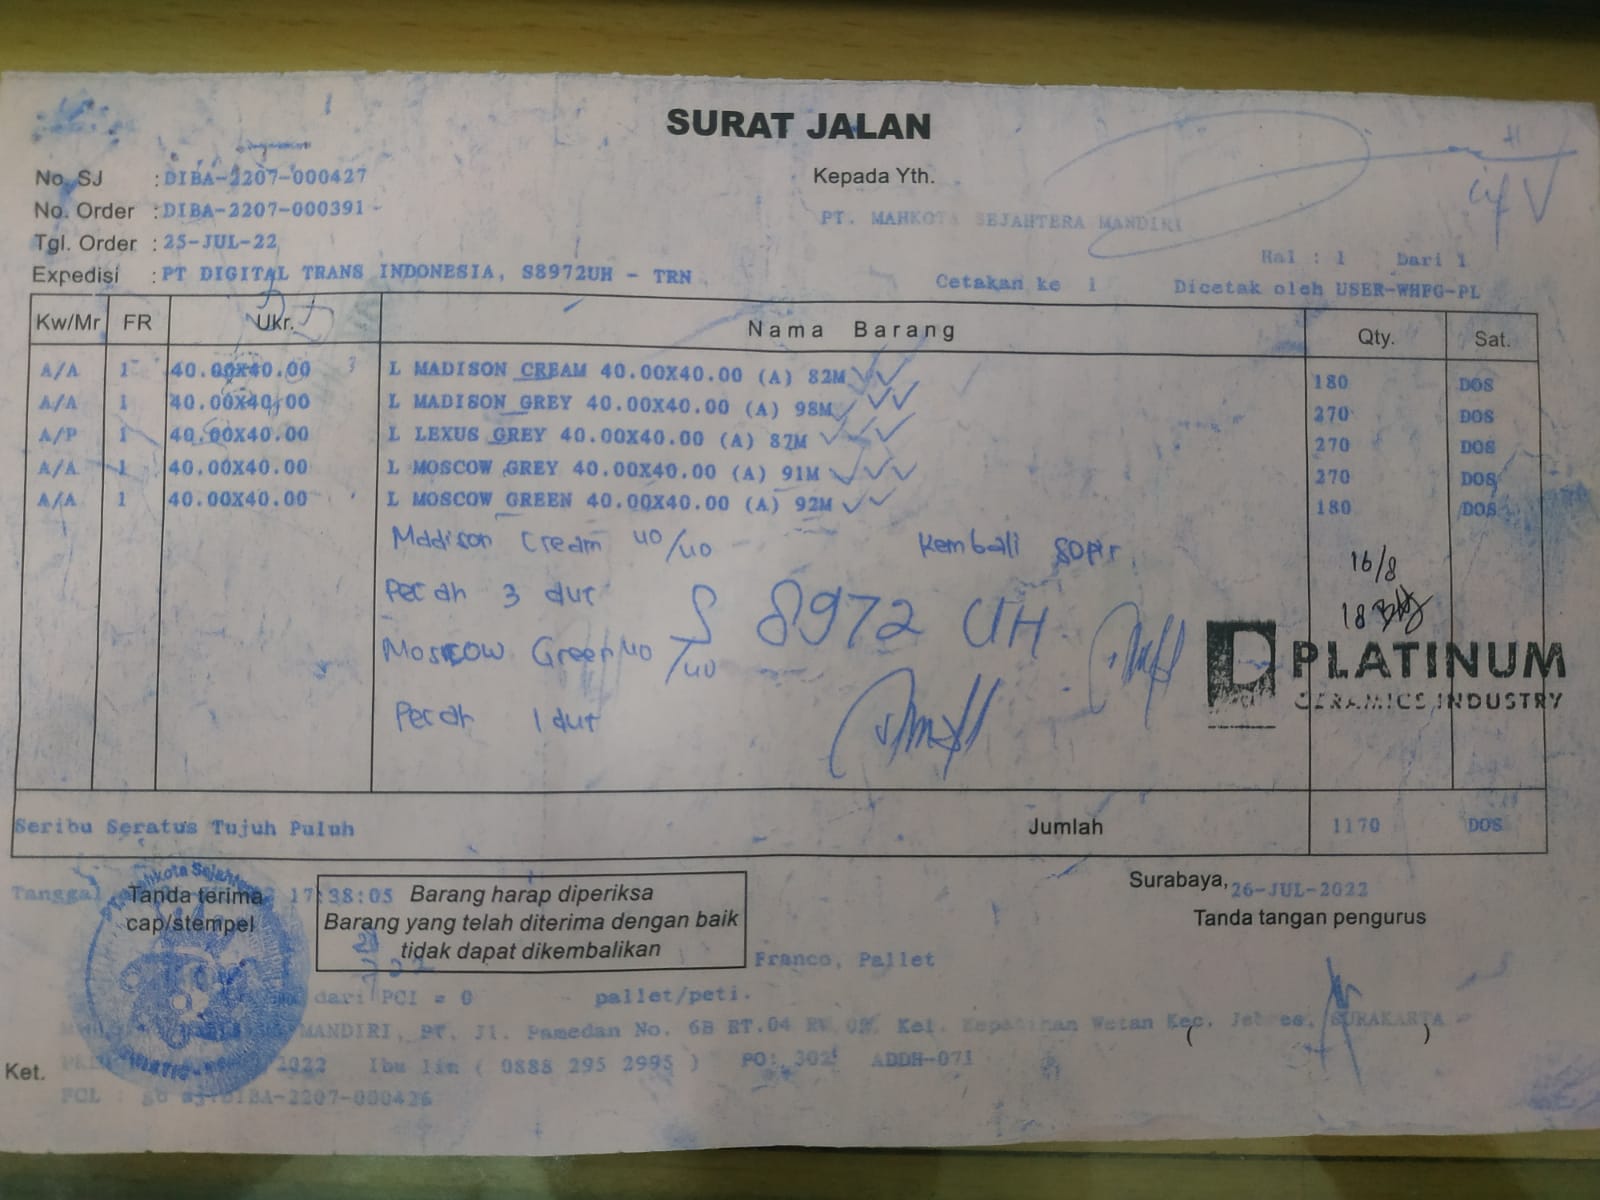 SURAT JALAN
No. SJ : DIBA-2207-000427
No. Order : DIBA-2207-000391 -
Tgl. Order : 25-JUL-22
Expedisi : PT DIGITAL TRANS INDONESIA, S8972UH - TRN
Kepada Yth.
PT. MAHKOTA SEJAHTERA MANDIRI
Hal : 1 Dari 1
Cetakan ke 1 Dicetak oleh USER-WHPG-PL
Kw/Mr FR Ukr. Nama Barang Qty. Sat.
A/A 1 40.00X40.00 L MADISON CREAM 40.00X40.00 (A) 82M 180 DOS
A/A 1 40.00X40.00 L MADISON GREY 40.00X40.00 (A) 98M 270 DOS
A/P 1 40.00X40.00 L LEXUS GREY 40.00X40.00 (A) 87M 270 DOS
A/A 1 40.00X40.00 L MOSCOW GREY 40.00X40.00 (A) 91M 270 DOS
A/A 1 40.00X40.00 L MOSCOW GREEN 40.00X40.00 (A) 92M 180 DOS
Madison Cream 40/40 Kembali Sopir
Pecah 3 dus
S 8972 UH
Moscow Green 40/40
Pecah 1 dus
16/8
18
PLATINUM
CERAMICS INDUSTRY
Seribu Seratus Tujuh Puluh Jumlah 1170 DOS
Tanggal 17:38:05
Tanda terima
cap/stempel
Barang harap diperiksa
Barang yang telah diterima dengan baik
tidak dapat dikembalikan
Surabaya, 26-JUL-2022
Tanda tangan pengurus
Franco, Pallet
dari PCI = 0 pallet/peti.
MANDIRI, PT. Jl. Pamedan No. 6B RT.04 Kel. Kepatihan Wetan Kec. Jebres, SURAKARTA
( )
Ket.
2022 Ibu lin ( 0888 295 2995 ) PO: 302 ADDH-071
PCL : gb sj:DIBA-2207-000426